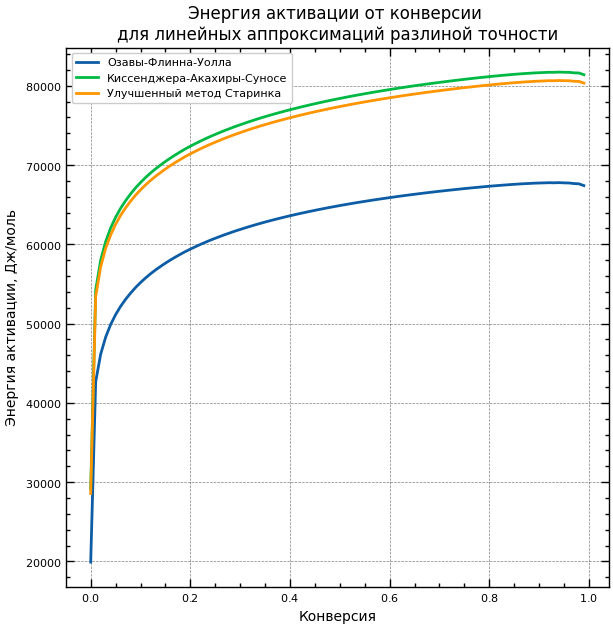 Энергия активации от конверсии
для линейных аппроксимаций разлиной точности
Озавы-Флинна-Уолла
Киссенджера-Акахиры-Суносе
Улучшенный метод Старинка
Энергия активации, Дж/моль
80000
70000
60000
50000
40000
30000
20000
0.0 0.2 0.4 0.6 0.8 1.0
Конверсия